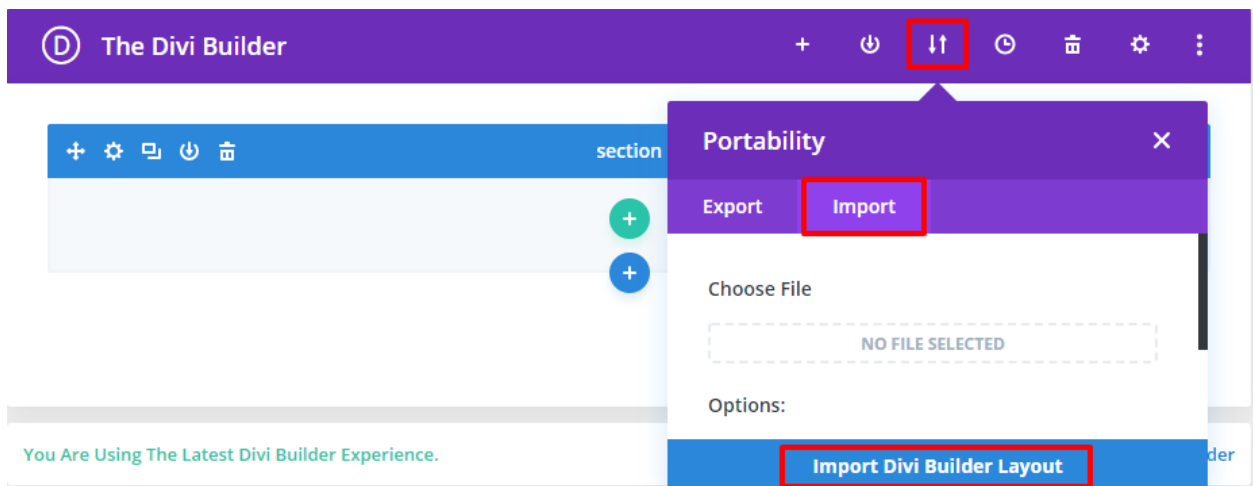 The Divi Builder
section
Portability
Export Import
Choose File
NO FILE SELECTED
Options:
Import Divi Builder Layout
You Are Using The Latest Divi Builder Experience.
der